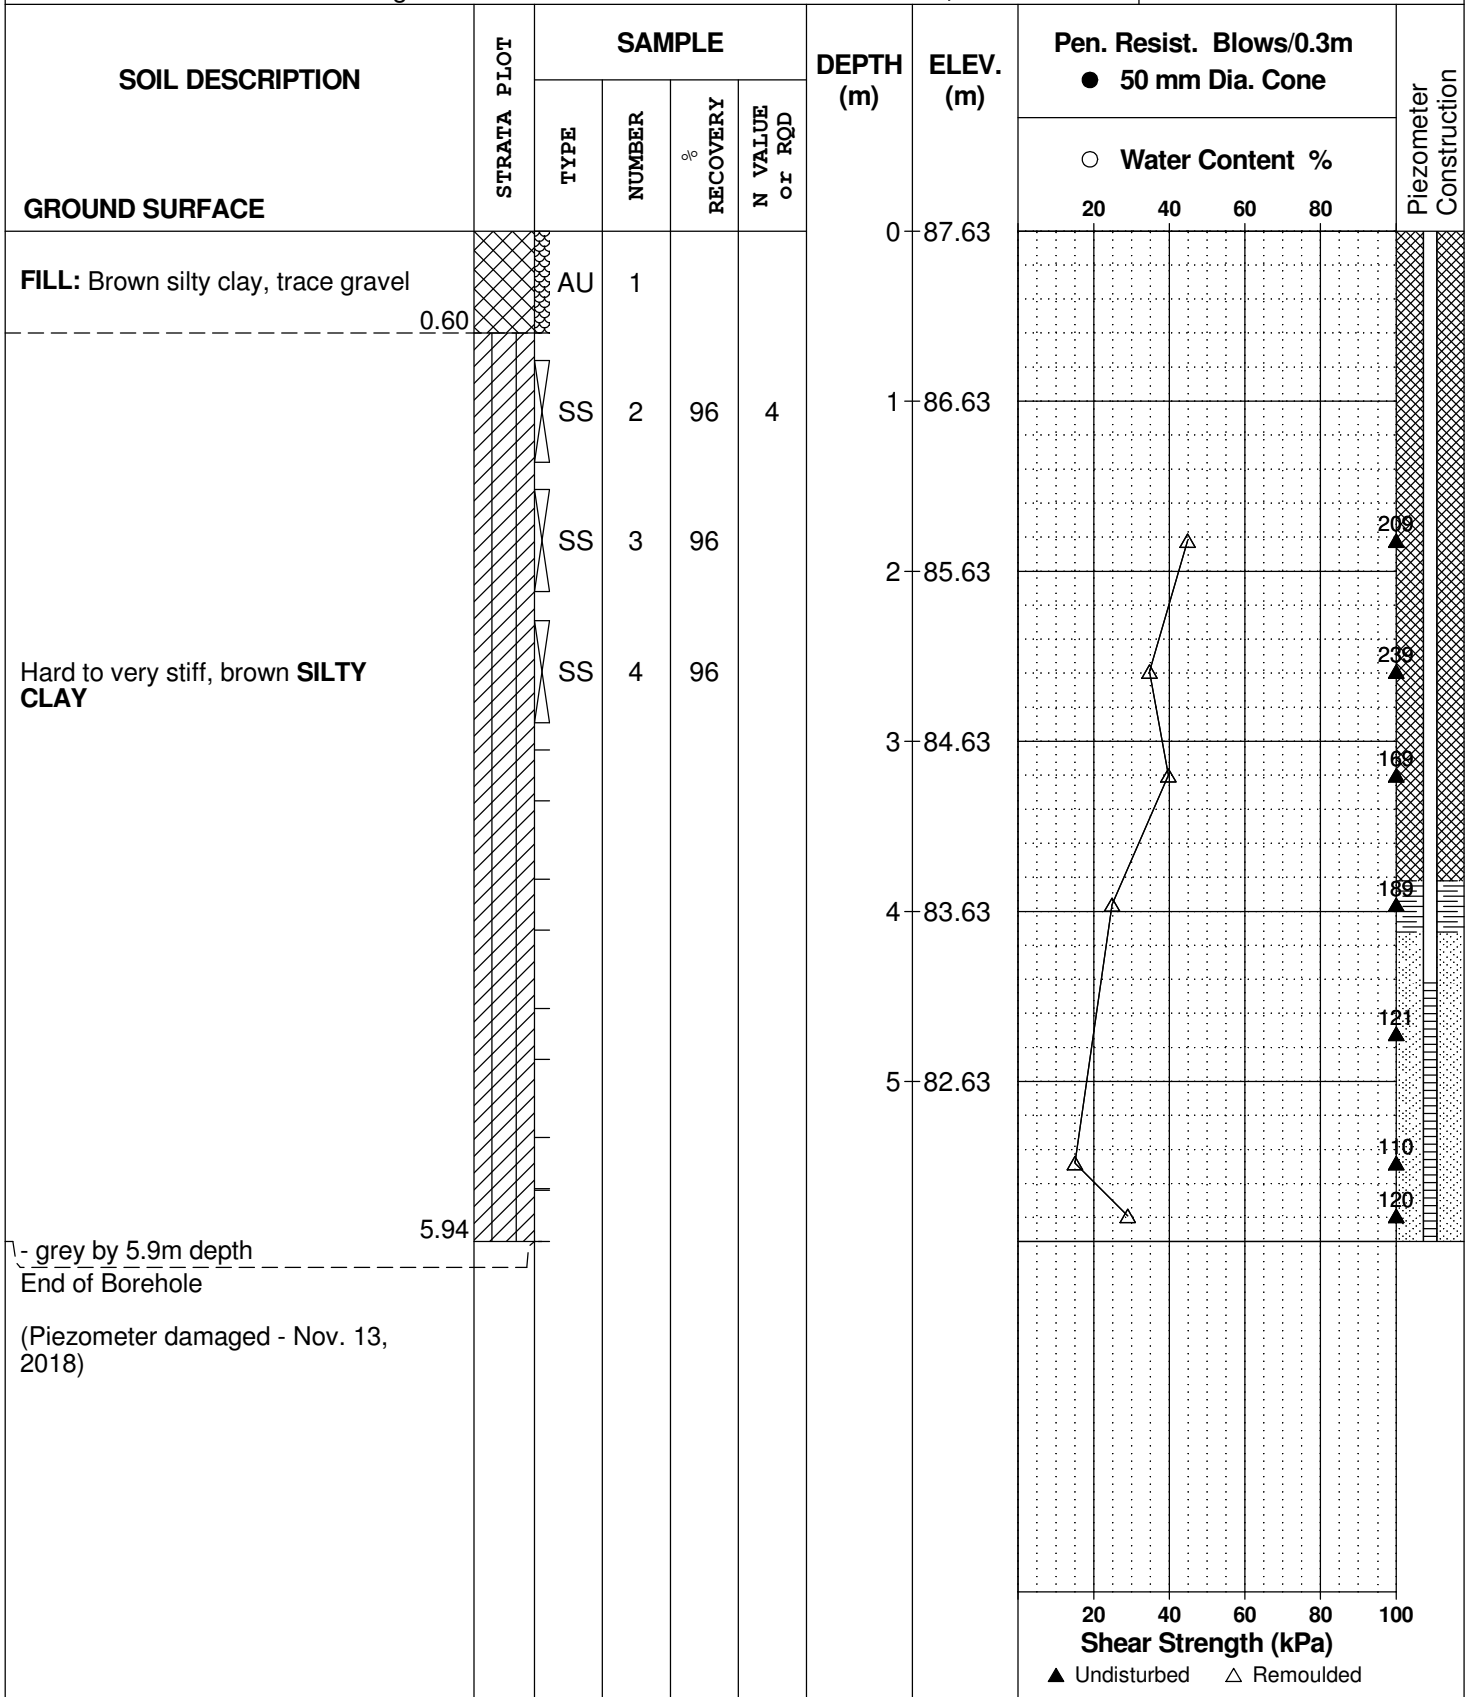 SOIL DESCRIPTION
GROUND SURFACE
STRATA PLOT
SAMPLE
TYPE
NUMBER
% RECOVERY
N VALUE or RQD
DEPTH (m)
ELEV. (m)
Pen. Resist. Blows/0.3m
● 50 mm Dia. Cone
○ Water Content %
20 40 60 80
Piezometer Construction
0 87.63
FILL: Brown silty clay, trace gravel
0.60
AU 1
SS 2 96 4
1 86.63
209
SS 3 96
2 85.63
239
Hard to very stiff, brown SILTY
CLAY
SS 4 96
3 84.63
169
189
4 83.63
121
5 82.63
110
120
5.94
- grey by 5.9m depth
End of Borehole
(Piezometer damaged - Nov. 13,
2018)
20 40 60 80 100
Shear Strength (kPa)
▲ Undisturbed △ Remoulded